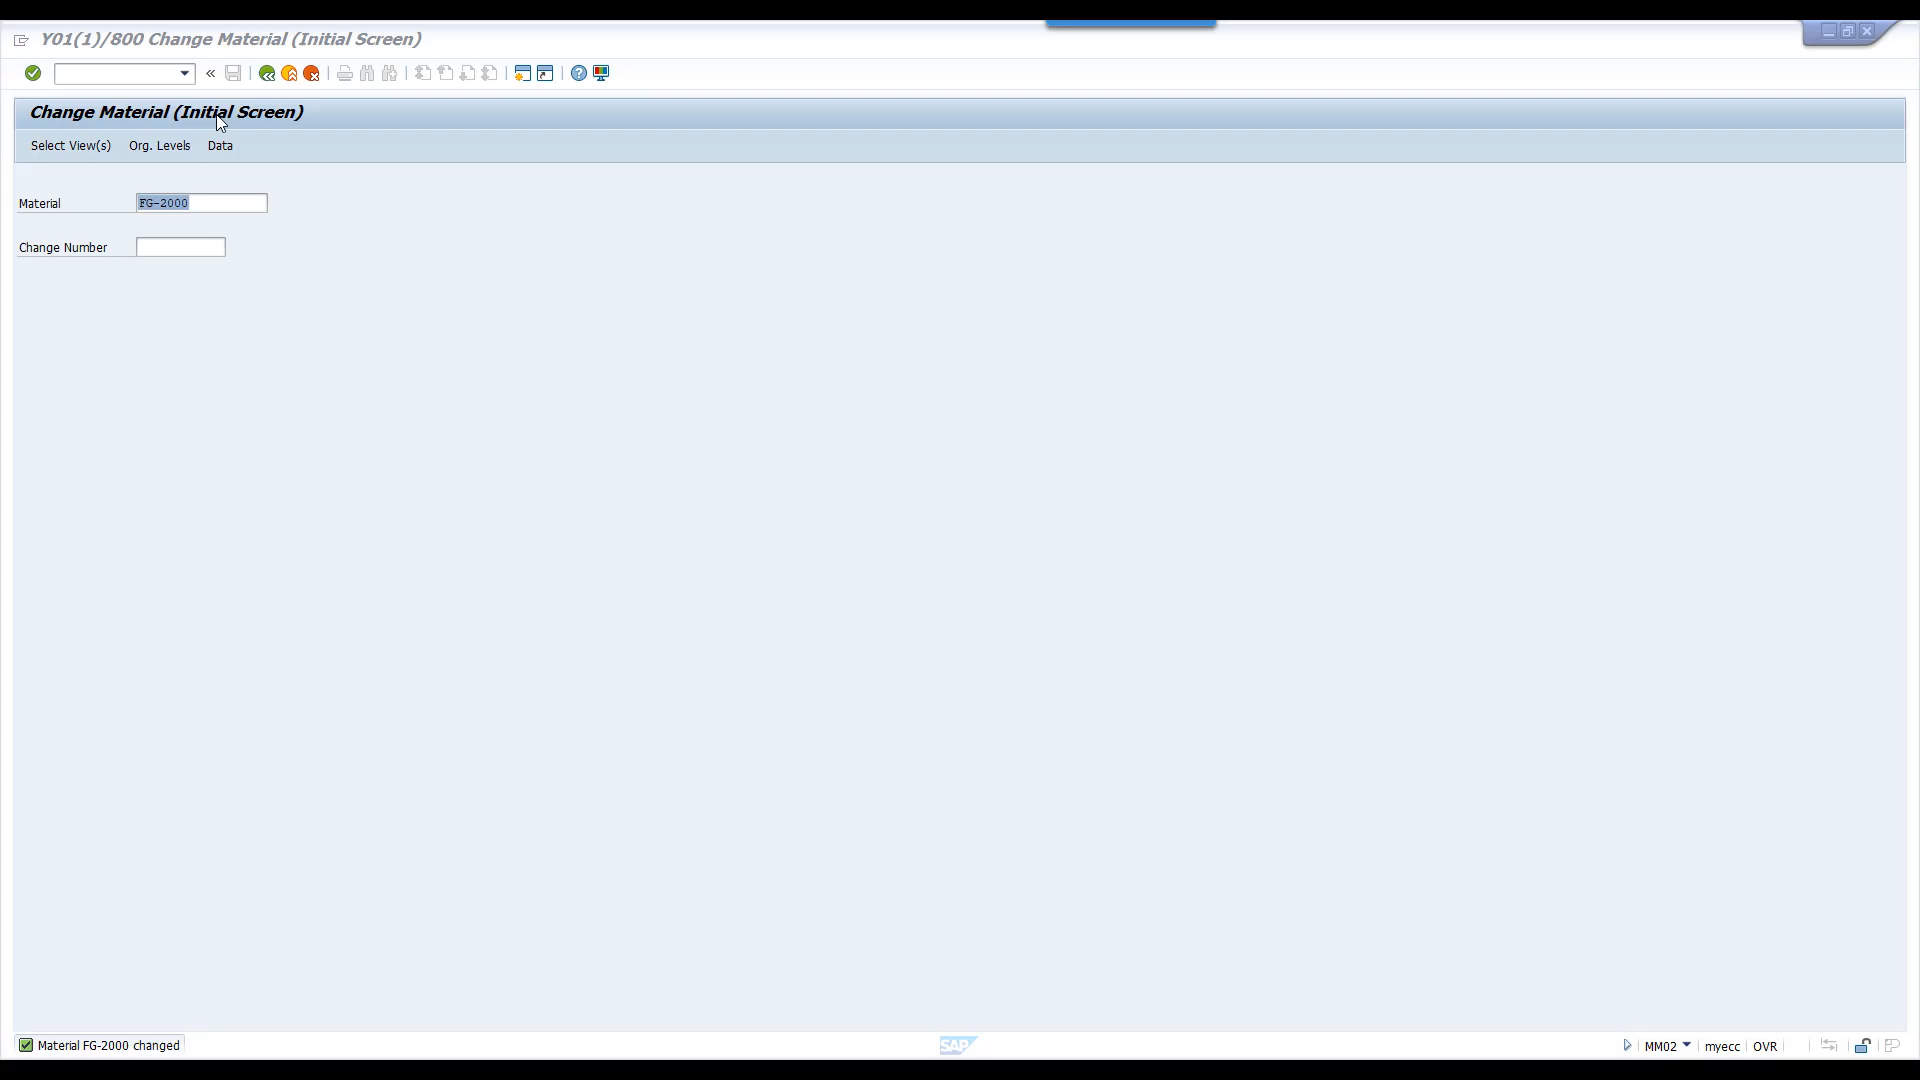 Y01(1)/800 Change Material (Initial Screen)
Change Material (Initial Screen)
Select View(s) Org. Levels Data
Material FG-2000
Change Number
Material FG-2000 changed
SAP
MM02 myecc OVR